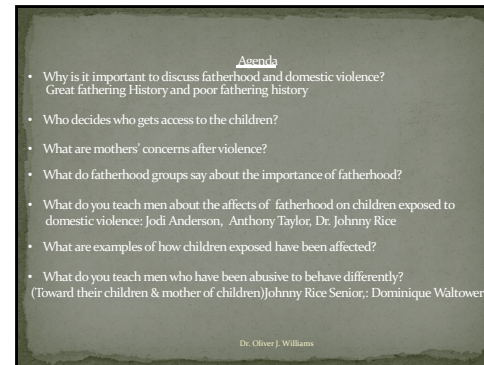 Agenda
• Why is it important to discuss fatherhood and domestic violence?
Great fathering History and poor fathering history
• Who decides who gets access to the children?
• What are mothers' concerns after violence?
• What do fatherhood groups say about the importance of fatherhood?
• What do you teach men about the affects of fatherhood on children exposed to
domestic violence: Jodi Anderson, Anthony Taylor, Dr. Johnny Rice
• What are examples of how children exposed have been affected?
• What do you teach men who have been abusive to behave differently?
(Toward their children & mother of children)Johnny Rice Senior,: Dominique Waltower
Dr. Oliver J. Williams